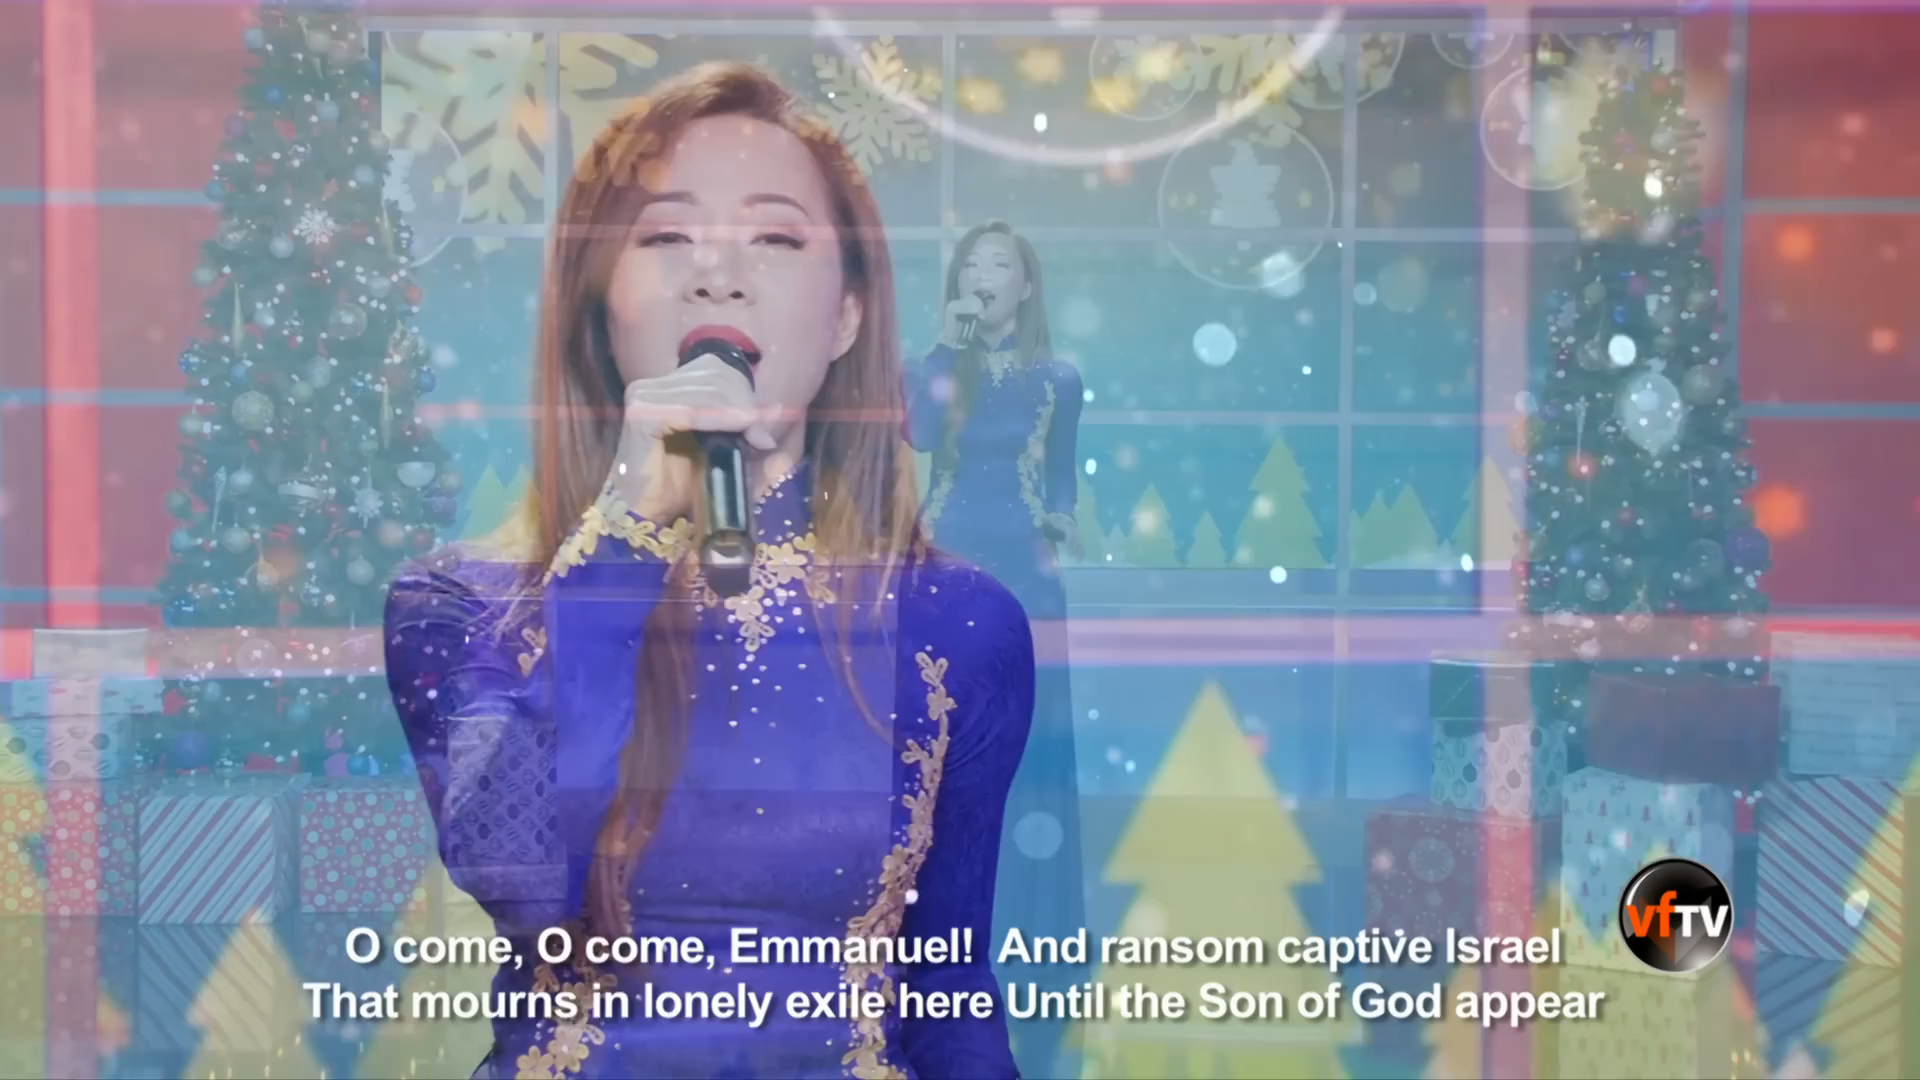 O come, O come, Emmanuel! And ransom captive Israel
That mourns in lonely exile here Until the Son of God appear
vfTV